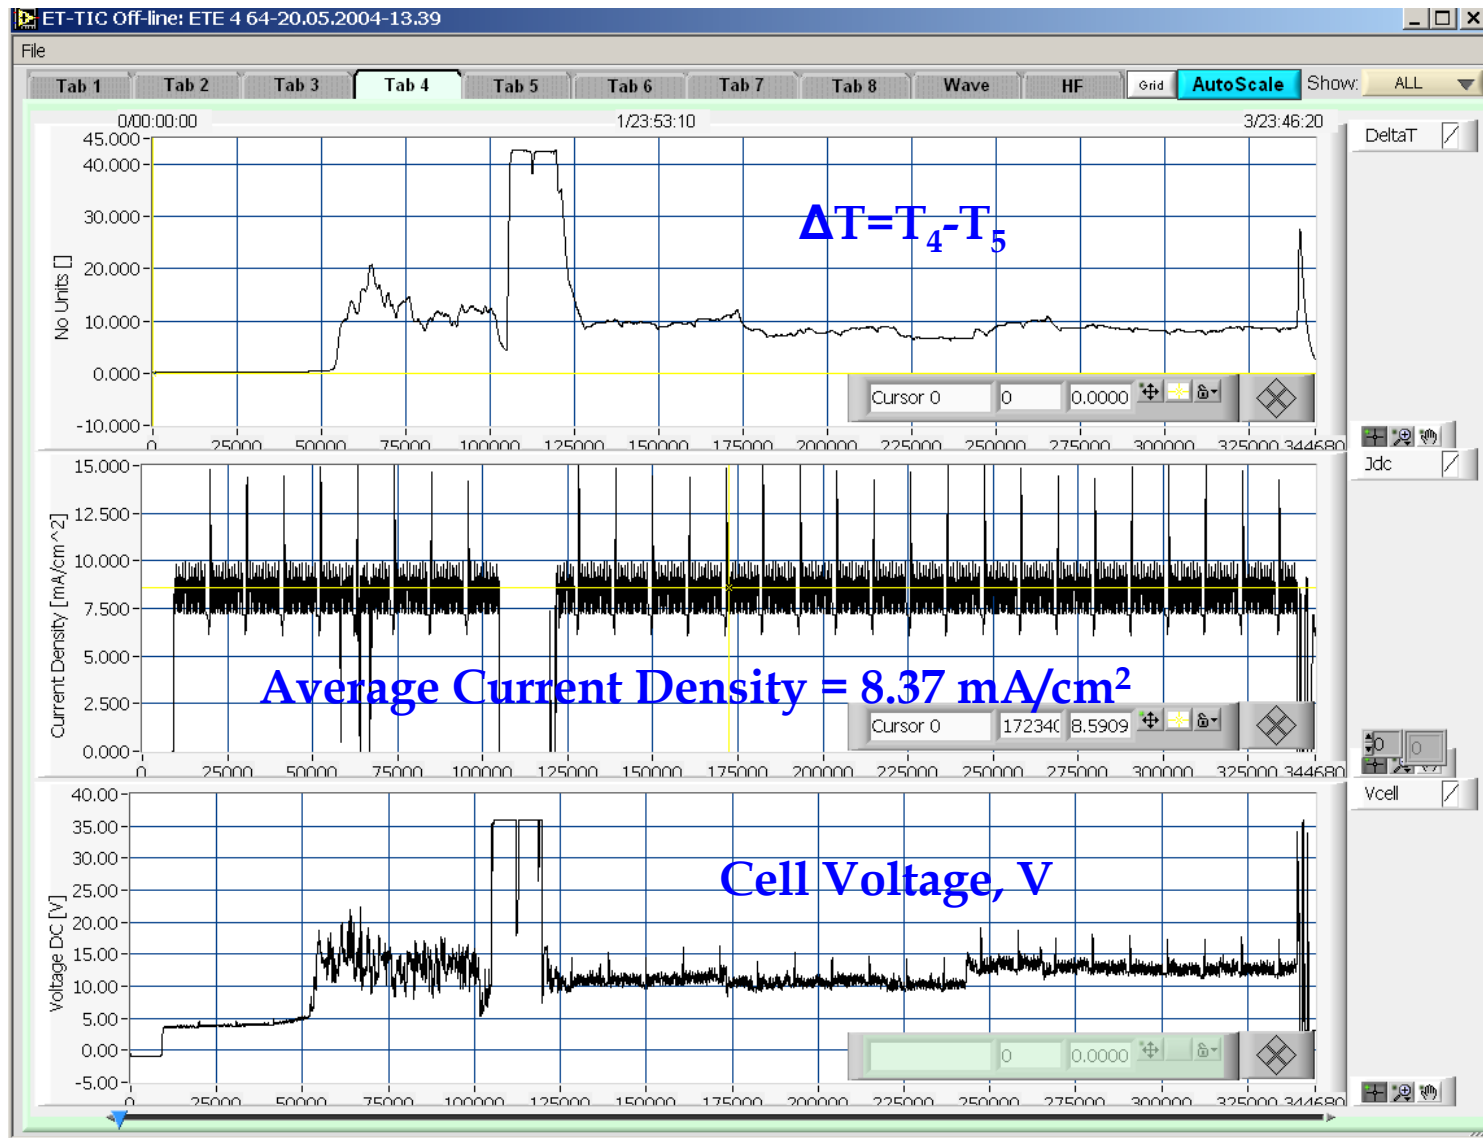 ET-TIC Off-line: ETE 4 64-20.05.2004-13.39
File
Tab 1 Tab 2 Tab 3 Tab 4 Tab 5 Tab 6 Tab 7 Tab 8 Wave HF Grid AutoScale Show: ALL
0/00:00:00 1/23:53:10 3/23:46:20
DeltaT
45.000
40.000
30.000
ΔT=T₄-T₅
20.000
No Units []
10.000
0.000
Cursor 0 0 0.0000
-10.000
0 25000 50000 75000 100000 125000 150000 175000 200000 225000 250000 275000 300000 325000 344680
Jdc
15.000
12.500
10.000
7.500
Current Density [mA/cm^2]
5.000
Average Current Density = 8.37 mA/cm²
2.500
Cursor 0 172340 8.5909
0.000
0 0
0 25000 50000 75000 100000 125000 150000 175000 200000 225000 250000 275000 300000 325000 344680
Vcell
40.00
35.00
30.00
Cell Voltage, V
25.00
20.00
Voltage DC [V]
15.00
10.00
5.00
0.00
0 0.0000
-5.00
0 25000 50000 75000 100000 125000 150000 175000 200000 225000 250000 275000 300000 325000 344680